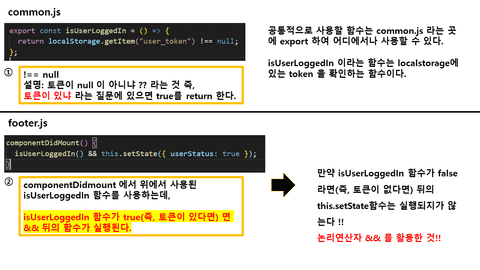 common.js
export const isUserLoggedIn = () => {
return localStorage.getItem("user_token") !== null;
};
①
!== null
설명: 토큰이 null 이 아니냐 ?? 라는 것 즉,
토큰이 있냐 라는 질문에 있으면 true를 return 한다.
공통적으로 사용할 함수는 common.js 라는 곳
에 export 하여 어디에서나 사용할 수 있다.
isUserLoggedIn 이라는 함수는 localstorage에
있는 token 을 확인하는 함수이다.
footer.js
componentDidMount() {
isUserLoggedIn() && this.setState({ userStatus: true });
}
②
componentDidmount 에서 위에서 사용된
isUserLoggedIn 함수를 사용하는데,
isUserLoggedIn 함수가 true(즉, 토큰이 있다면) 면
&& 뒤의 함수가 실행된다.
만약 isUserLoggedIn 함수가 false
라면(즉, 토큰이 없다면) 뒤의
this.setState함수는 실행되지가 않
는다 !!
논리연산자 && 를 활용한 것!!